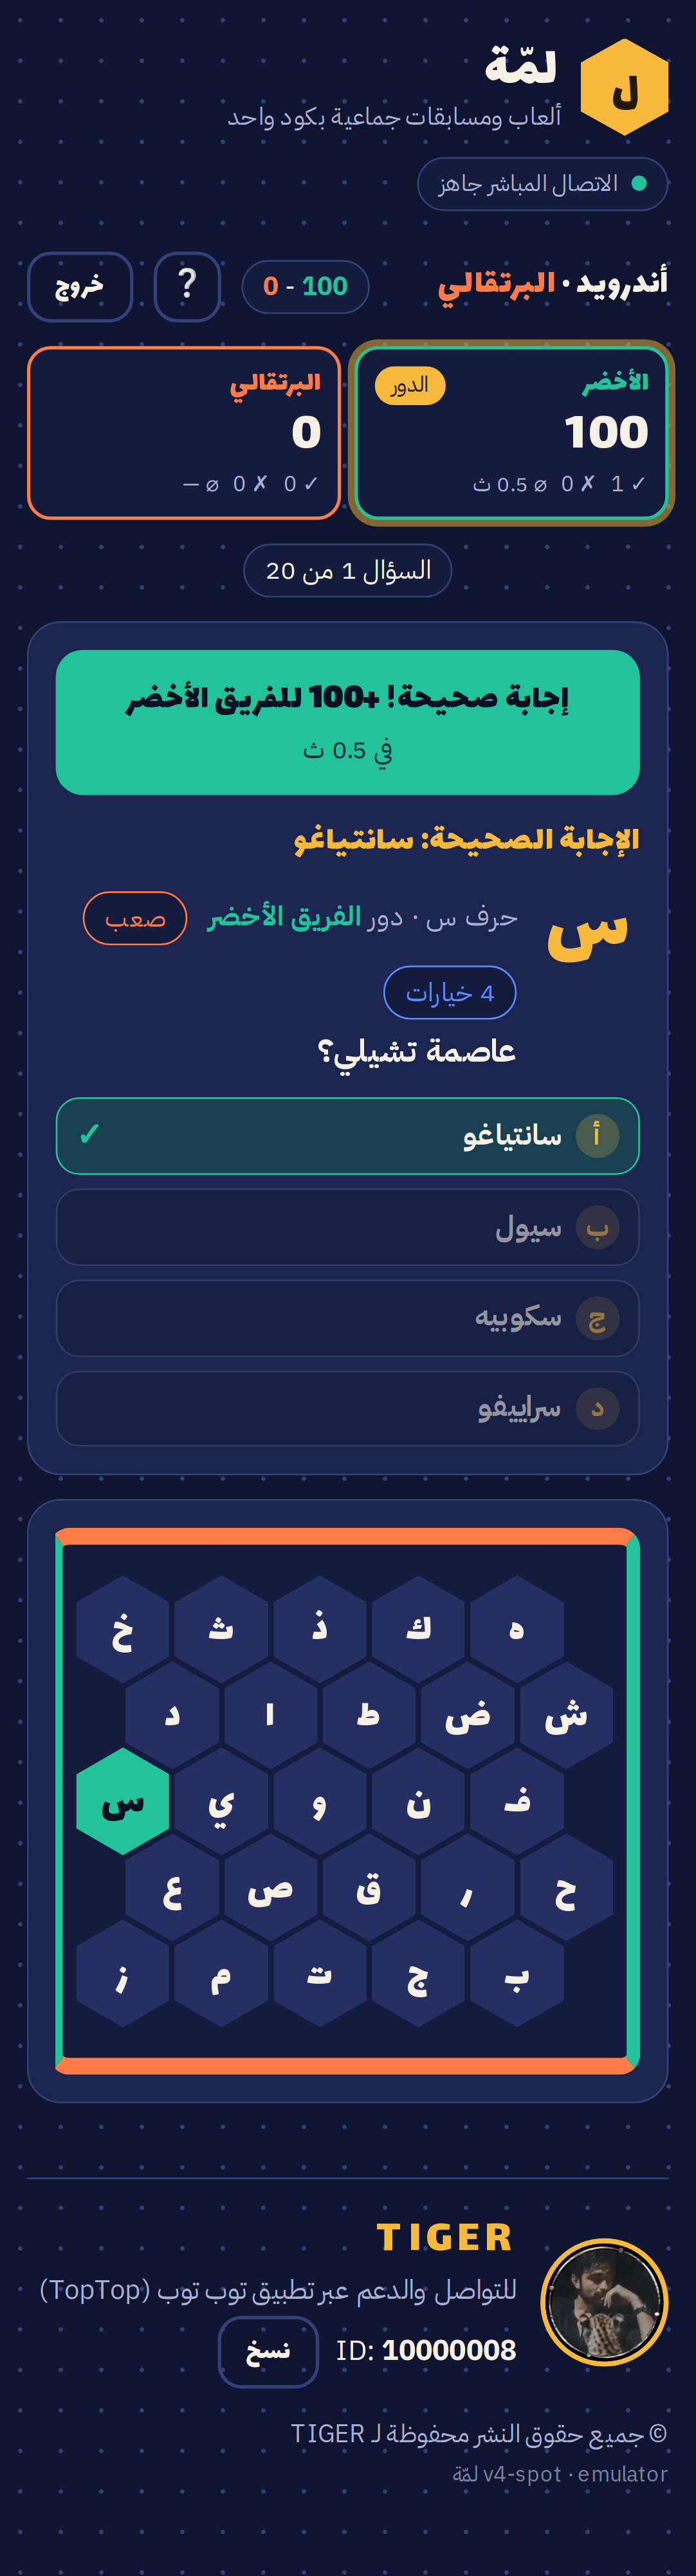 ل
لمّة
ألعاب ومسابقات جماعية بكود واحد
الاتصال المباشر جاهز
أندرويد · البرتقالي
100 - 0
?
خروج
الأخضر
الدور
100
✓ 1 ✗ 0 ⌀ 0.5 ث
البرتقالي
0
✓ 0 ✗ 0 ⌀ —
السؤال 1 من 20
إجابة صحيحة! +100 للفريق الأخضر
في 0.5 ث
الإجابة الصحيحة: سانتياغو
س
حرف س · دور الفريق الأخضر
صعب
4 خيارات
عاصمة تشيلي؟
أ سانتياغو ✓
ب سيول
ج سكوبيه
د سراييفو
ه ك ذ ث خ
ش ض ط ا د
ف ن و ي س
ح ر ق ص ع
ب ج ت م ز
TIGER
للتواصل والدعم عبر تطبيق توب توب (TopTop)
ID: 10000008
نسخ
© جميع حقوق النشر محفوظة لـ TIGER
لمّة v4-spot · emulator